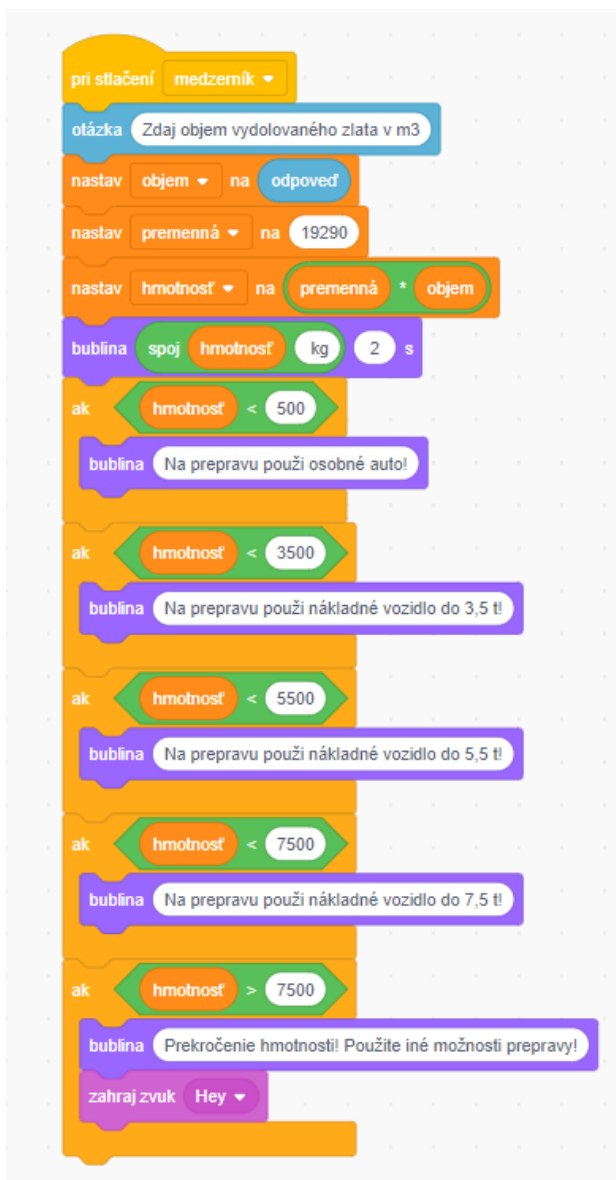 pri stlačení medzerník
otázka Zdaj objem vydolovaného zlata v m3
nastav objem na odpoveď
nastav premenná na 19290
nastav hmotnosť na premenná * objem
bublina spoj hmotnosť kg 2 s
ak hmotnosť < 500
bublina Na prepravu použi osobné auto!
ak hmotnosť < 3500
bublina Na prepravu použi nákladné vozidlo do 3,5 t!
ak hmotnosť < 5500
bublina Na prepravu použi nákladné vozidlo do 5,5 t!
ak hmotnosť < 7500
bublina Na prepravu použi nákladné vozidlo do 7,5 t!
ak hmotnosť > 7500
bublina Prekročenie hmotnosti! Použite iné možnosti prepravy!
zahraj zvuk Hey